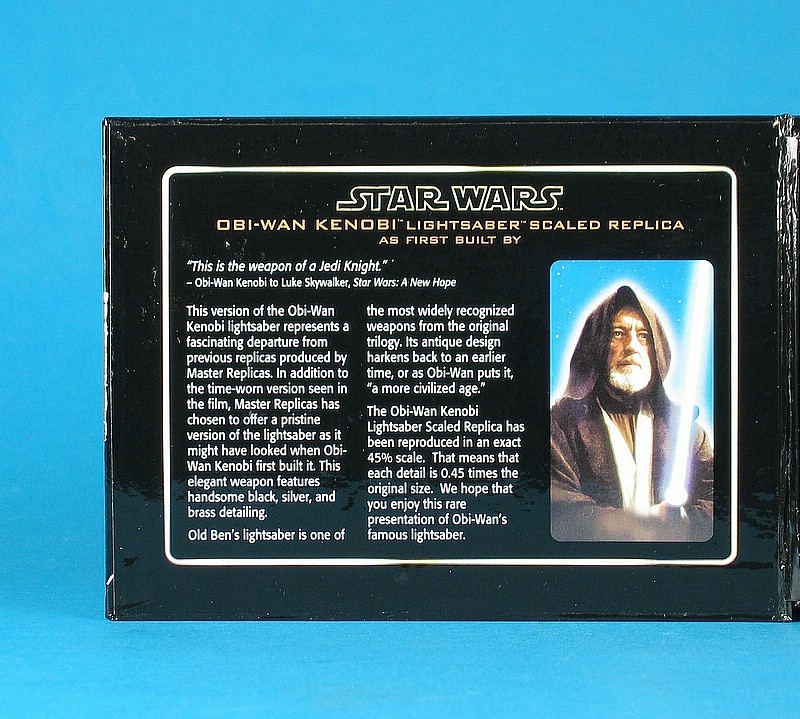 STAR WARS
OBI-WAN KENOBI™ LIGHTSABER™ SCALED REPLICA
AS FIRST BUILT BY
“This is the weapon of a Jedi Knight.”
– Obi-Wan Kenobi to Luke Skywalker, Star Wars: A New Hope
This version of the Obi-Wan
Kenobi lightsaber represents a
fascinating departure from
previous replicas produced by
Master Replicas. In addition to
the time-worn version seen in
the film, Master Replicas has
chosen to offer a pristine
version of the lightsaber as it
might have looked when Obi-
Wan Kenobi first built it. This
elegant weapon features
handsome black, silver, and
brass detailing.
Old Ben’s lightsaber is one of
the most widely recognized
weapons from the original
trilogy. Its antique design
harkens back to an earlier
time, or as Obi-Wan puts it,
“a more civilized age.”
The Obi-Wan Kenobi
Lightsaber Scaled Replica has
been reproduced in an exact
45% scale. That means that
each detail is 0.45 times the
original size. We hope that
you enjoy this rare
presentation of Obi-Wan’s
famous lightsaber.